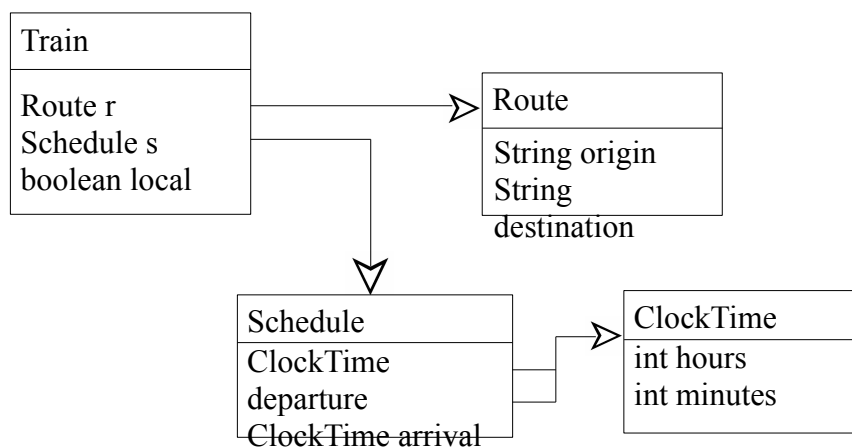 Train
Route r
Schedule s
boolean local
Route
String origin
String
destination
Schedule
ClockTime
departure
ClockTime arrival
ClockTime
int hours
int minutes